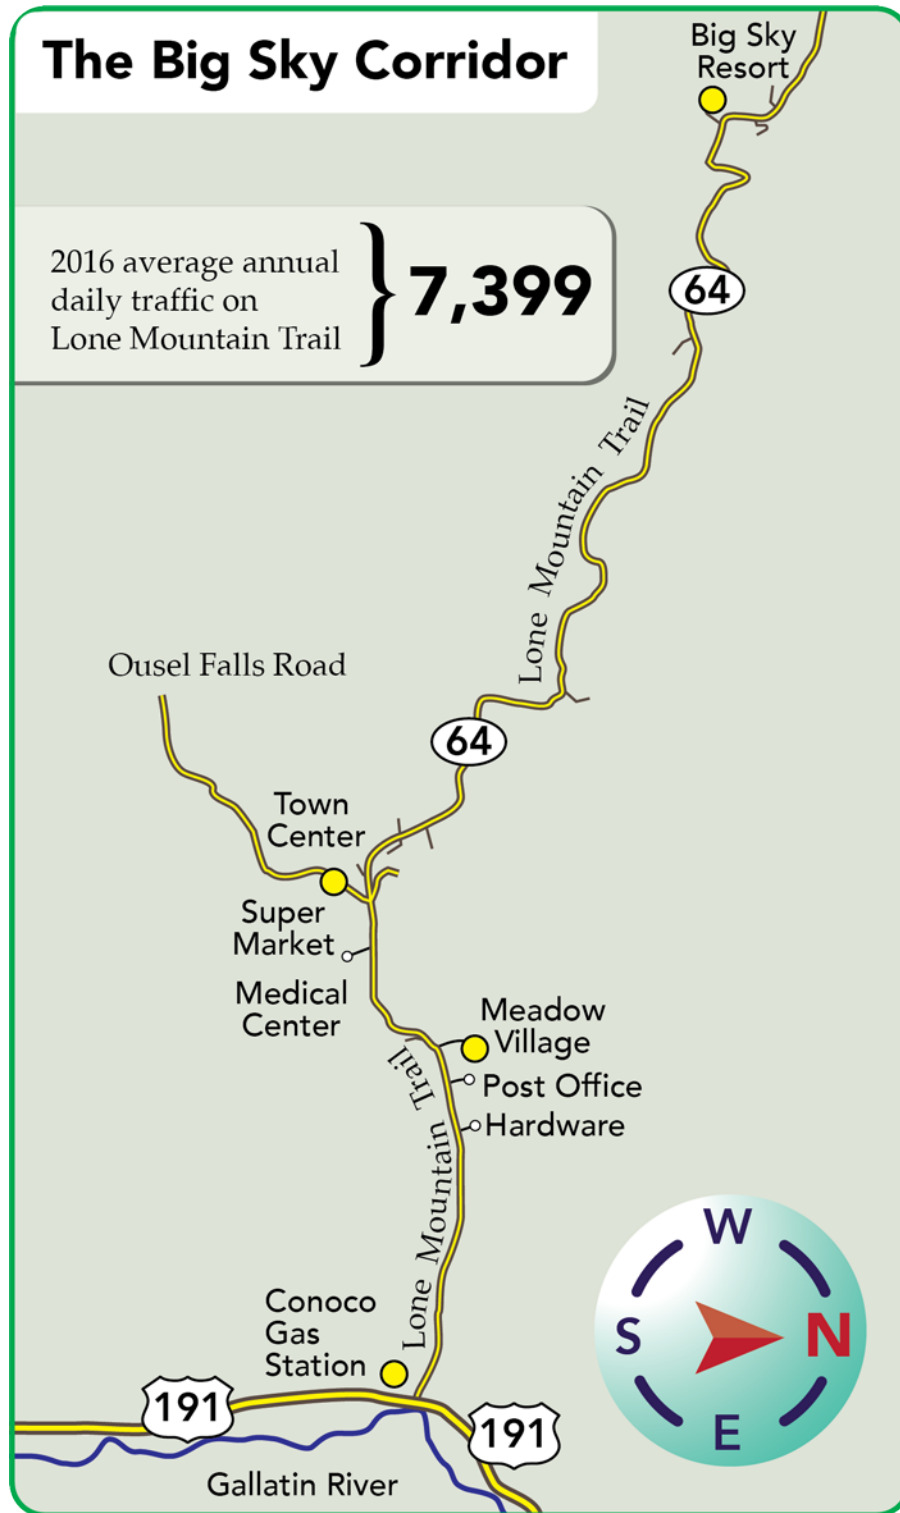 The Big Sky Corridor
Big Sky
Resort
2016 average annual
daily traffic on
Lone Mountain Trail
7,399
64
Lone Mountain Trail
Ousel Falls Road
64
Town
Center
Super
Market
Medical
Center
Meadow
Village
Post Office
Hardware
Lone Mountain Trail
Conoco
Gas
Station
191
191
Gallatin River
W
S
N
E